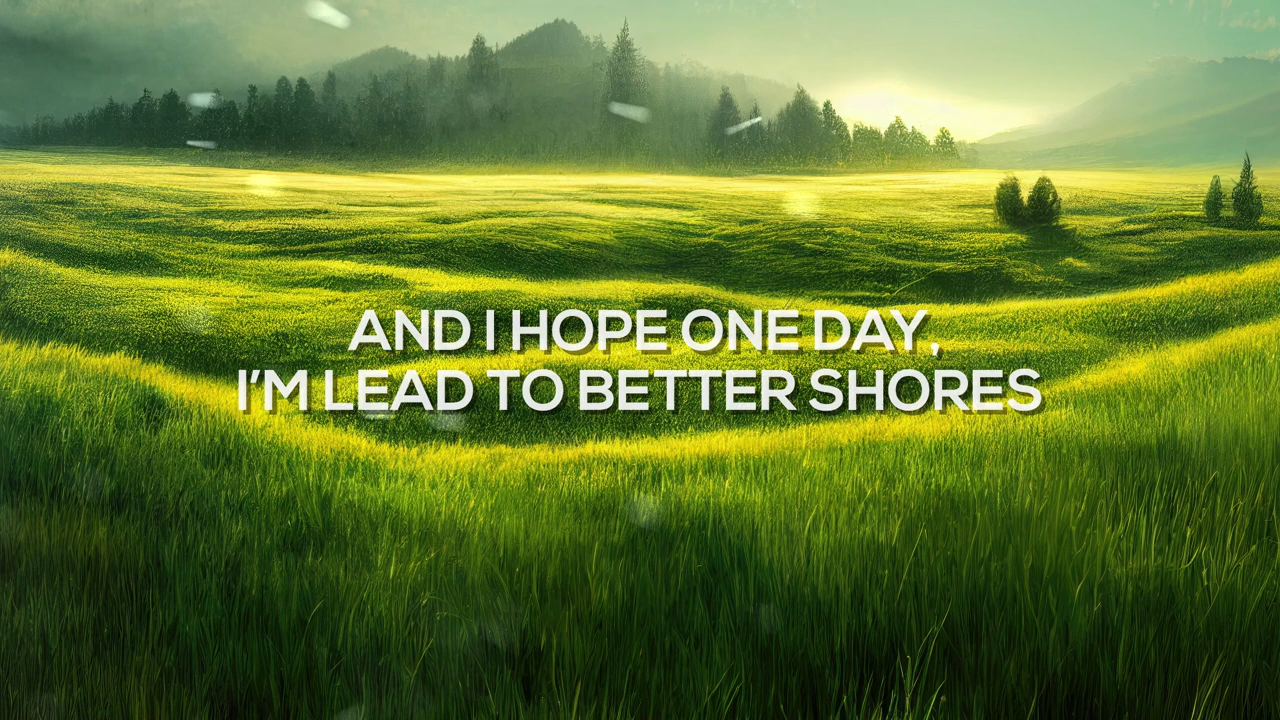 AND I HOPE ONE DAY,
I'M LEAD TO BETTER SHORES